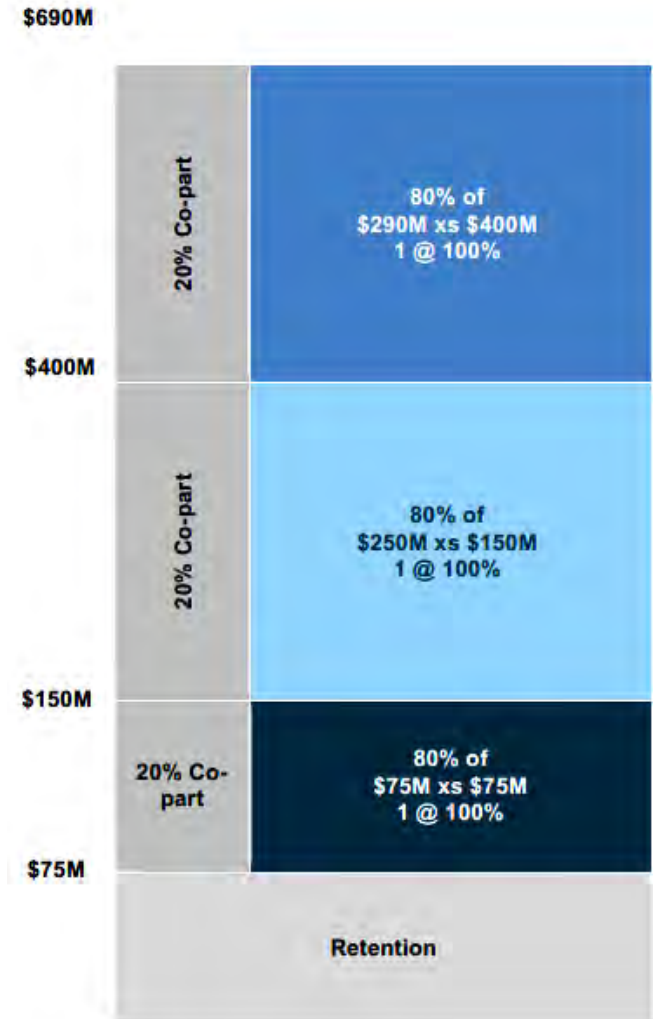 $690M
20% Co-part
80% of
$290M xs $400M
1 @ 100%
$400M
20% Co-part
80% of
$250M xs $150M
1 @ 100%
$150M
20% Co-
part
80% of
$75M xs $75M
1 @ 100%
$75M
Retention